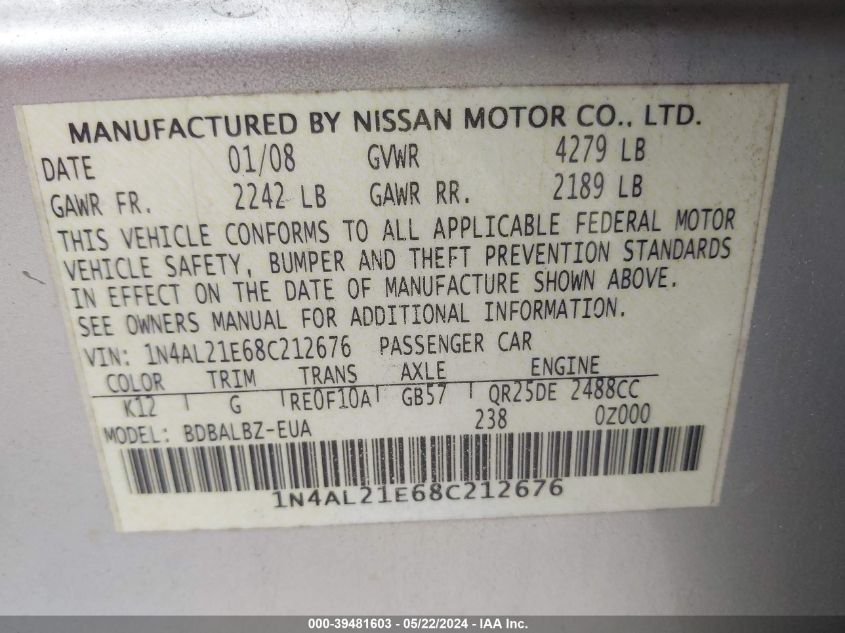 MANUFACTURED BY NISSAN MOTOR CO., LTD.
DATE 01/08 GVWR 4279 LB
GAWR FR. 2242 LB GAWR RR. 2189 LB
THIS VEHICLE CONFORMS TO ALL APPLICABLE FEDERAL MOTOR
VEHICLE SAFETY, BUMPER AND THEFT PREVENTION STANDARDS
IN EFFECT ON THE DATE OF MANUFACTURE SHOWN ABOVE.
SEE OWNERS MANUAL FOR ADDITIONAL INFORMATION.
VIN: 1N4AL21E68C212676 PASSENGER CAR
COLOR TRIM TRANS AXLE ENGINE
K12 G RE0F10A GB57 QR25DE 2488CC
MODEL: BDBALBZ-EUA 238 0Z000
1N4AL21E68C212676
000-39481603 - 05/22/2024 - IAA Inc.